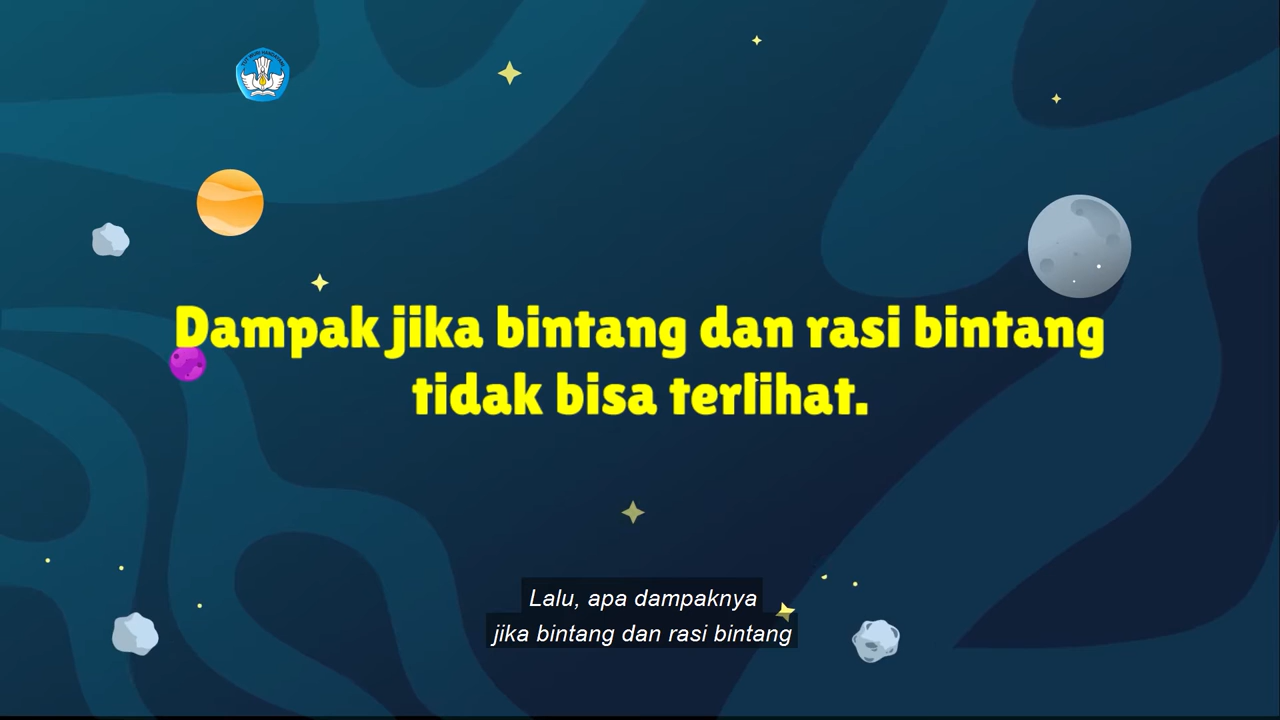 Dampak jika bintang dan rasi bintang
tidak bisa terlihat.
Lalu, apa dampaknya
jika bintang dan rasi bintang